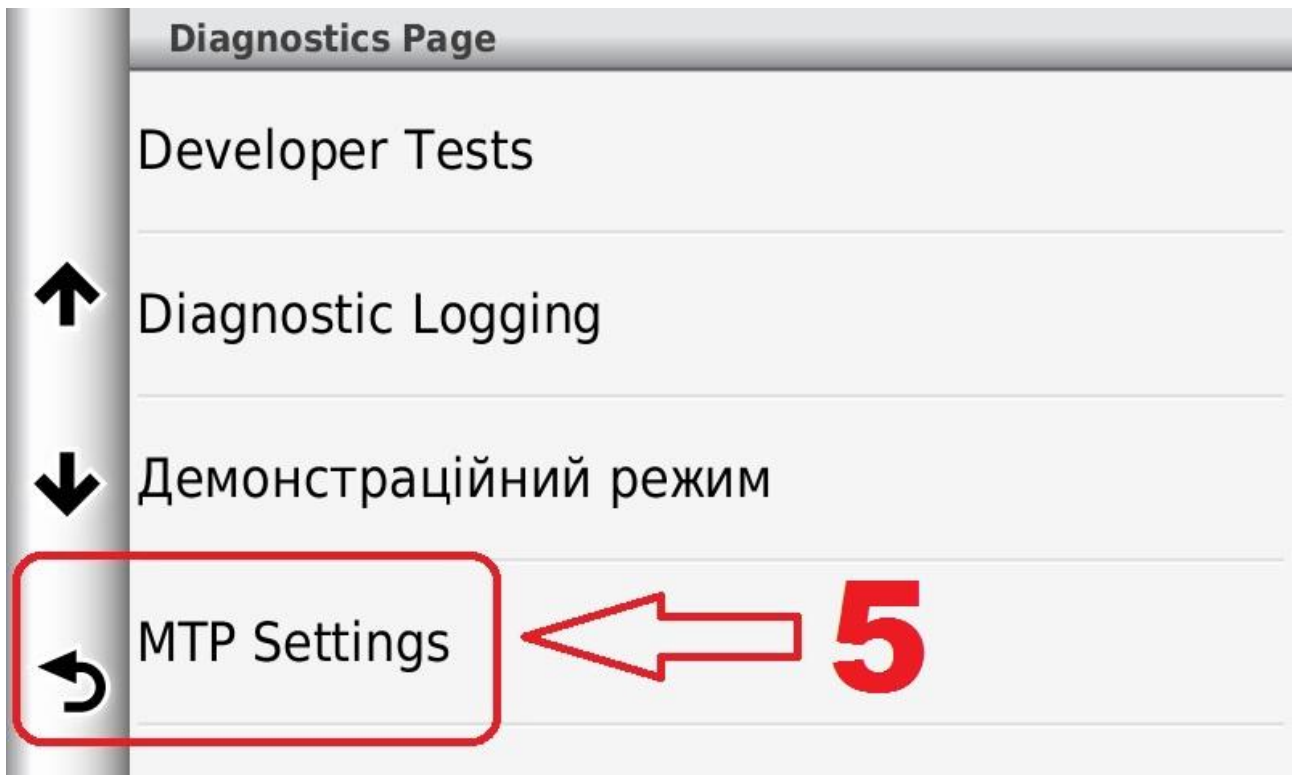 Diagnostics Page
Developer Tests
Diagnostic Logging
Демонстраційний режим
MTP Settings
5